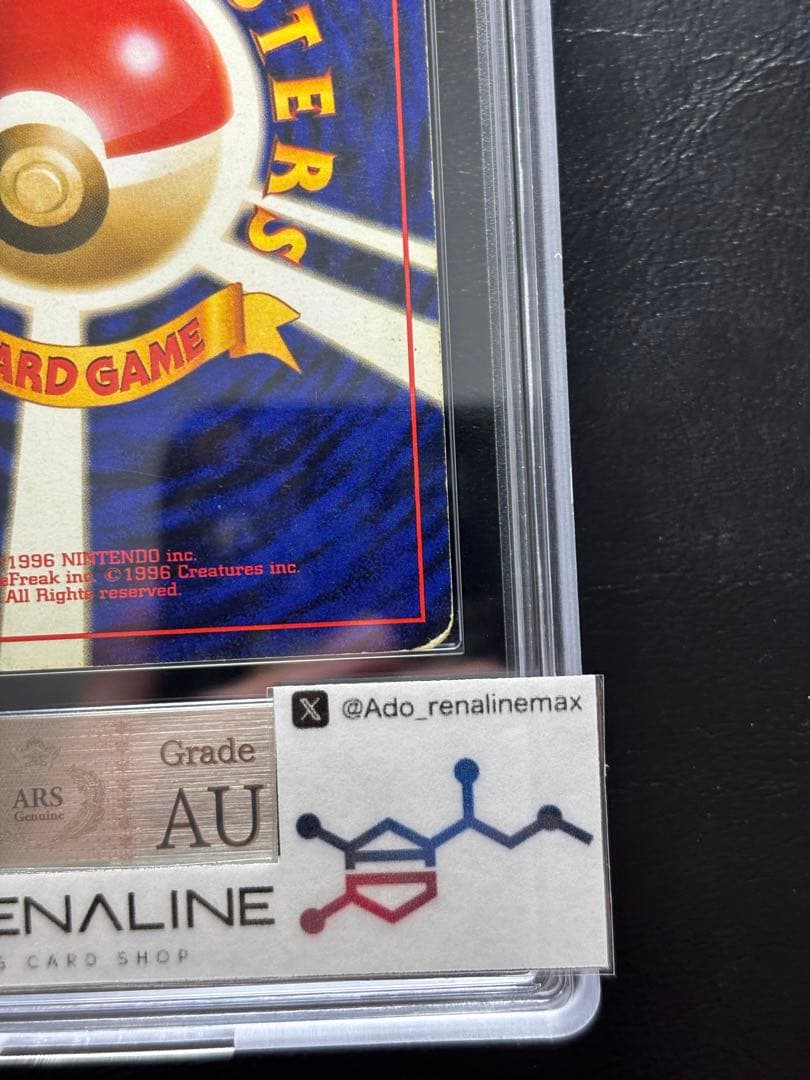 STERS
ARD GAME
1996 NINTENDO inc.
eFreak inc. ©1996 Creatures inc.
All Rights reserved.
@Ado_renalinemax
Grade
ARS
AU
Genuine
ENALINE
G CARD SHOP